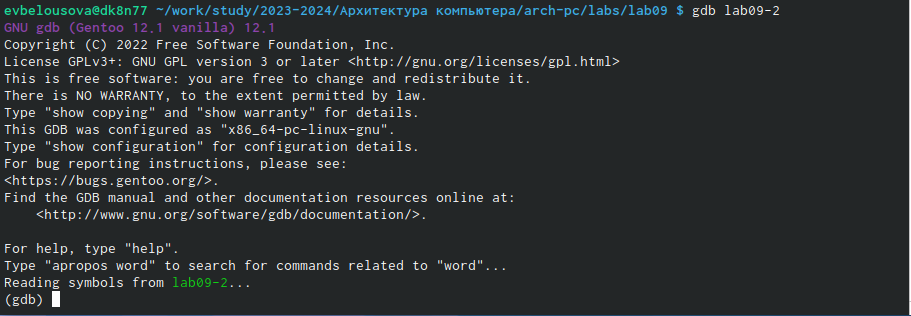 evbelousova@dk8n77 ~/work/study/2023-2024/Архитектура компьютера/arch-pc/labs/lab09 $ gdb lab09-2
GNU gdb (Gentoo 12.1 vanilla) 12.1
Copyright (C) 2022 Free Software Foundation, Inc.
License GPLv3+: GNU GPL version 3 or later <http://gnu.org/licenses/gpl.html>
This is free software: you are free to change and redistribute it.
There is NO WARRANTY, to the extent permitted by law.
Type "show copying" and "show warranty" for details.
This GDB was configured as "x86_64-pc-linux-gnu".
Type "show configuration" for configuration details.
For bug reporting instructions, please see:
<https://bugs.gentoo.org/>.
Find the GDB manual and other documentation resources online at:
    <http://www.gnu.org/software/gdb/documentation/>.

For help, type "help".
Type "apropos word" to search for commands related to "word"...
Reading symbols from lab09-2...
(gdb)